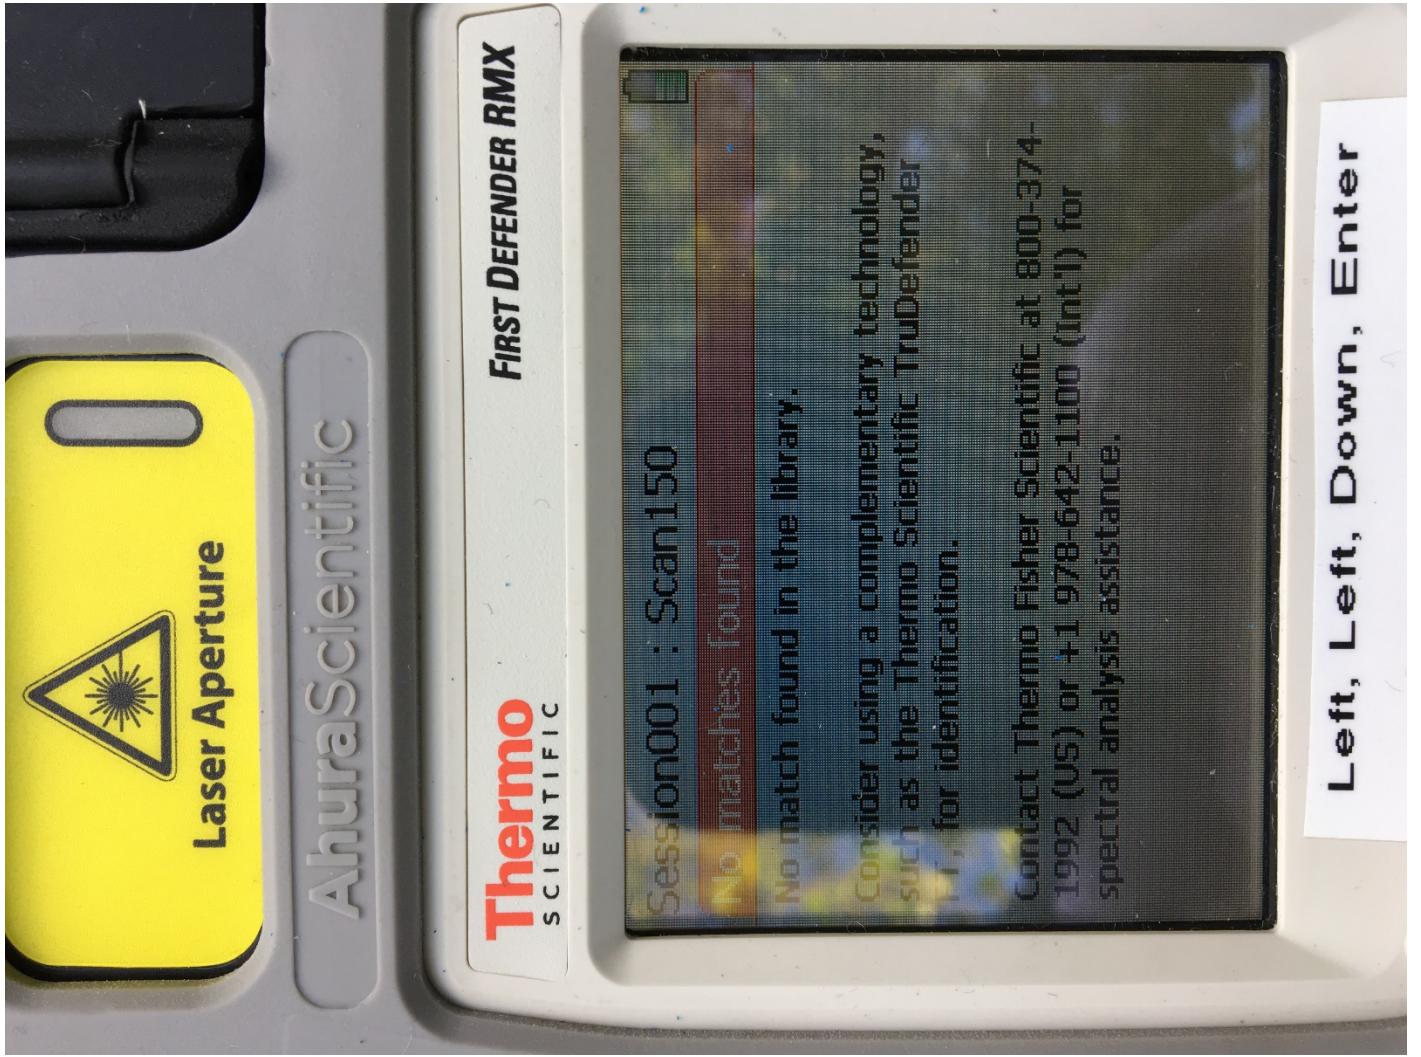 Laser Aperture
AhuraScientific
Thermo
SCIENTIFIC
FIRST DEFENDER RMX
Session001 : Scan150
No matches found
No match found in the library.
Consider using a complementary technology,
such as the Thermo Scientific TruDefender
for identification.
Contact Thermo Fisher Scientific at 800-374-
1992 (US) or +1 978-642-1100 (Int'l) for
spectral analysis assistance.
Left, Left, Down, Enter